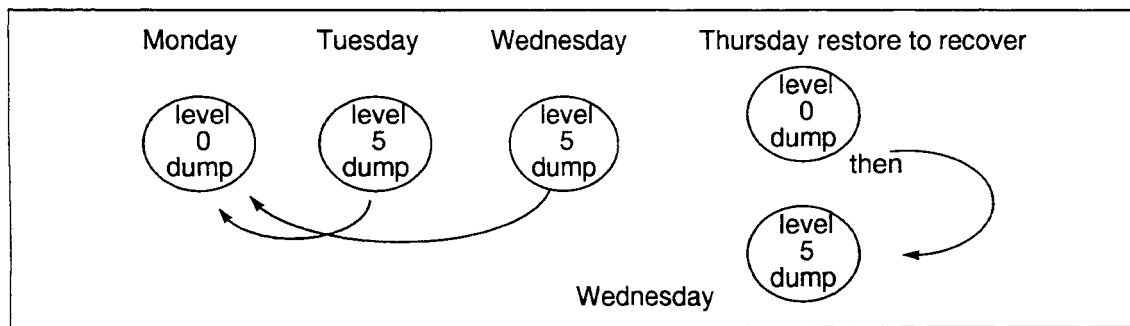 Monday Tuesday Wednesday Thursday restore to recover
level
0
dump
level
5
dump
level
5
dump
level
0
dump
then
level
5
dump
Wednesday